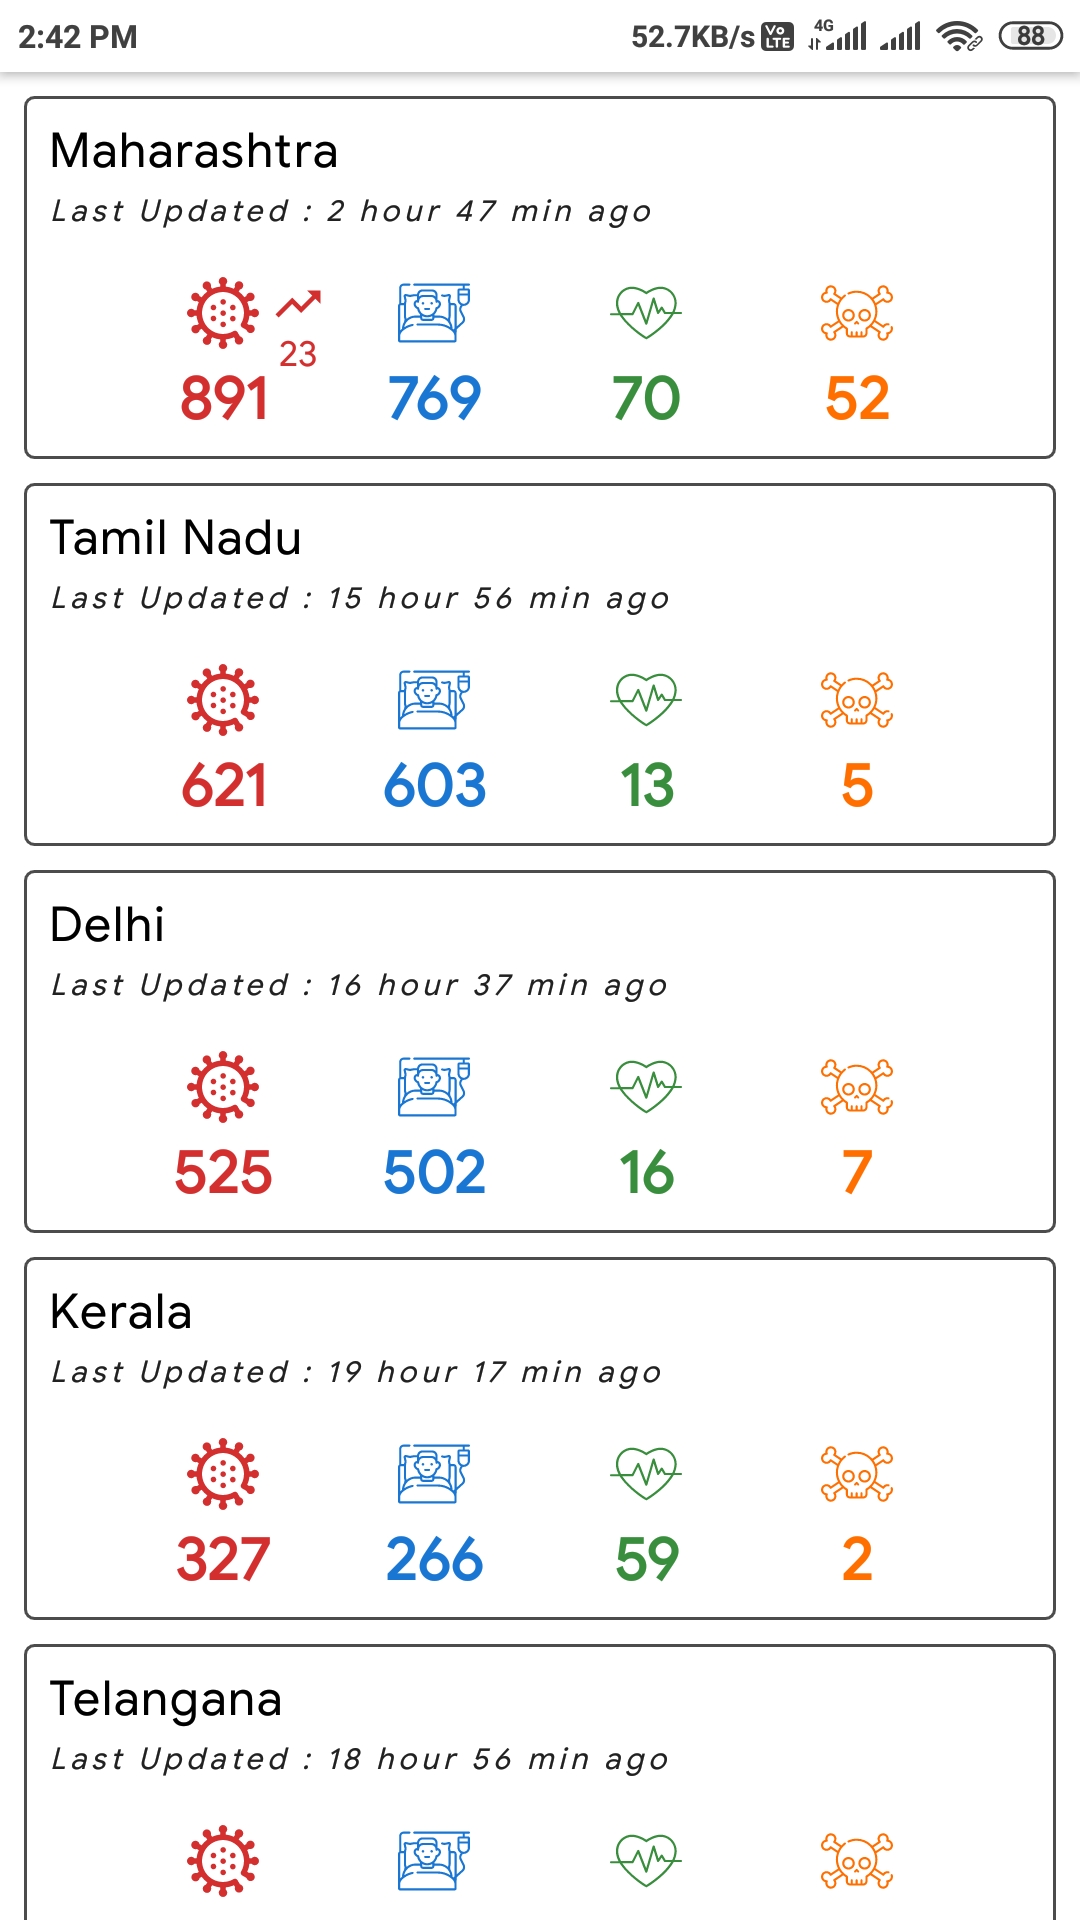 2:42 PM 52.7KB/s Vo LTE 4G 88
Maharashtra
Last Updated : 2 hour 47 min ago
23
891 769 70 52
Tamil Nadu
Last Updated : 15 hour 56 min ago
621 603 13 5
Delhi
Last Updated : 16 hour 37 min ago
525 502 16 7
Kerala
Last Updated : 19 hour 17 min ago
327 266 59 2
Telangana
Last Updated : 18 hour 56 min ago